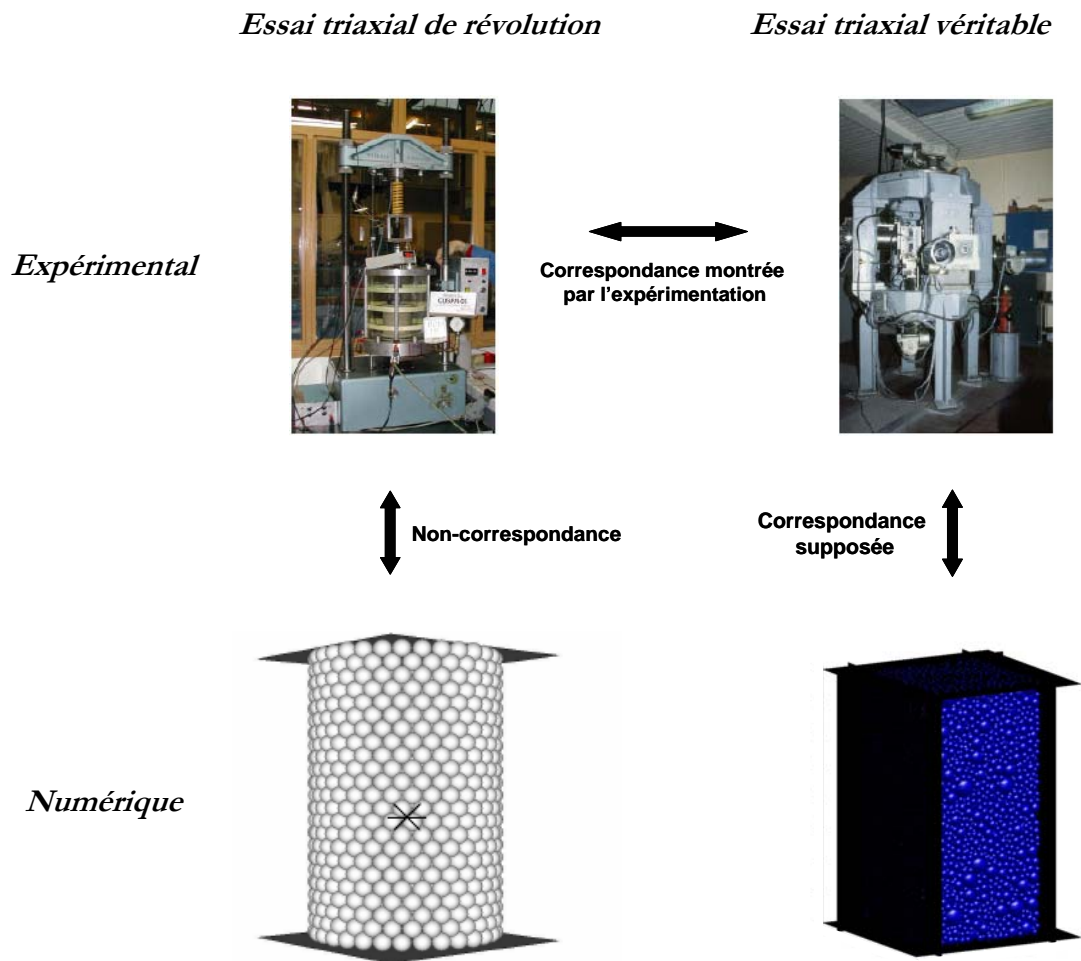 Essai triaxial de révolution
Essai triaxial véritable
Expérimental
Correspondance montrée
par l'expérimentation
Non-correspondance
Correspondance
supposée
Numérique